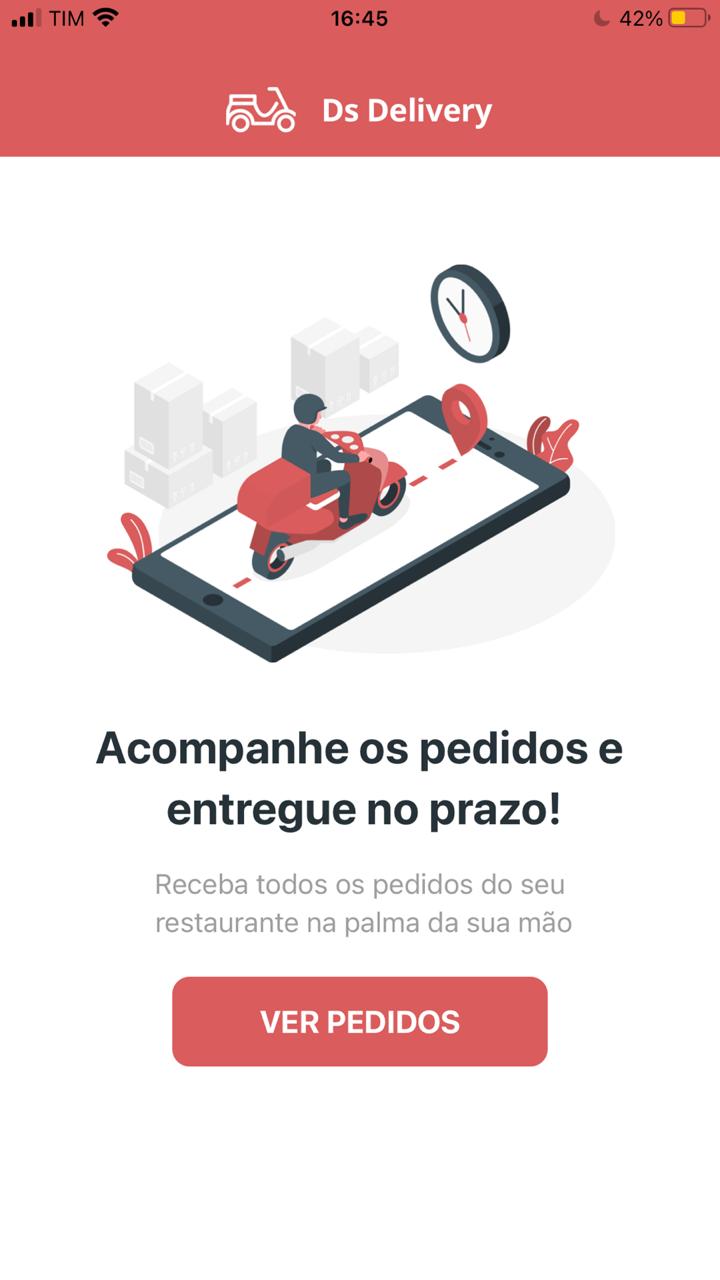 TIM 16:45 42%
Ds Delivery
Acompanhe os pedidos e
entregue no prazo!
Receba todos os pedidos do seu
restaurante na palma da sua mão
VER PEDIDOS